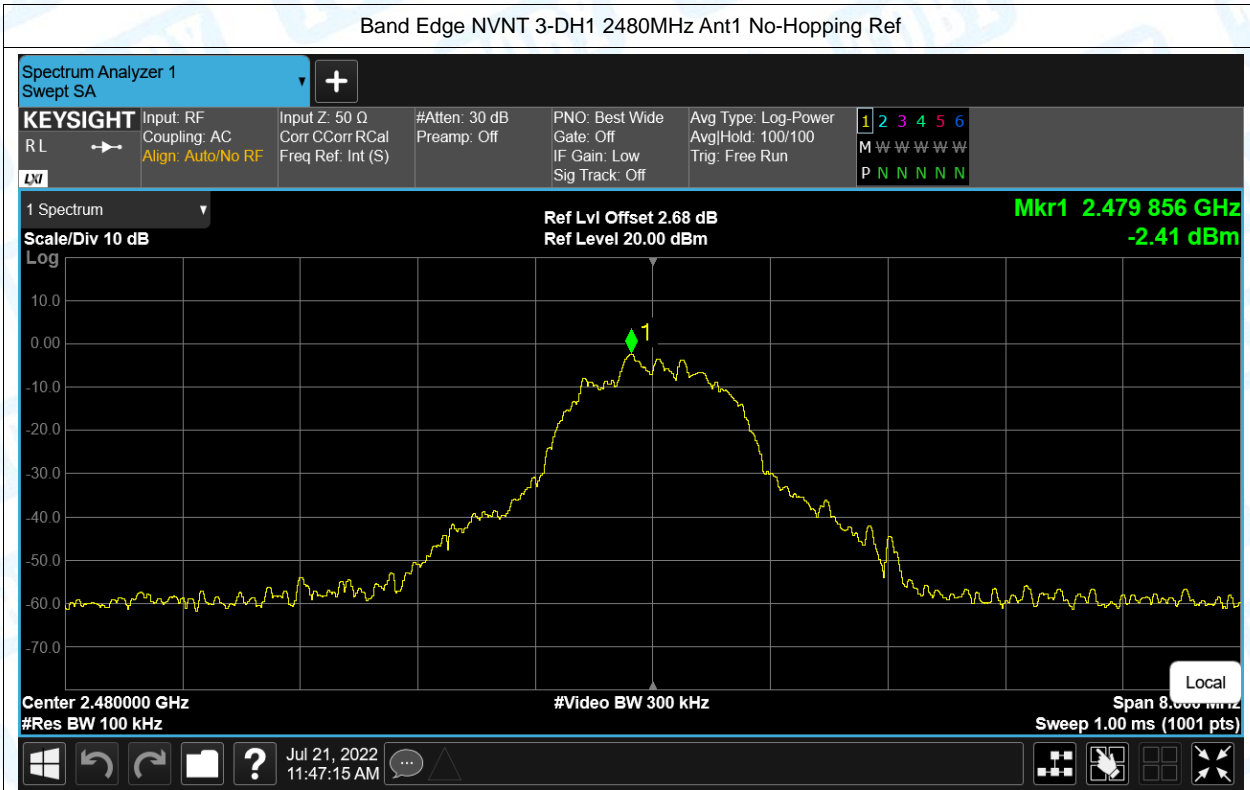 Band Edge NVNT 3-DH1 2480MHz Ant1 No-Hopping Ref
Spectrum Analyzer 1
Swept SA
+
KEYSIGHT
RL
LXI
Input: RF
Coupling: AC
Align: Auto/No RF
Input Z: 50 Ω
Corr CCorr RCal
Freq Ref: Int (S)
#Atten: 30 dB
Preamp: Off
PNO: Best Wide
Gate: Off
IF Gain: Low
Sig Track: Off
Avg Type: Log-Power
Avg|Hold: 100/100
Trig: Free Run
1 2 3 4 5 6
M W W W W W
P N N N N N
1 Spectrum
Scale/Div 10 dB
Ref Lvl Offset 2.68 dB
Ref Level 20.00 dBm
Mkr1 2.479 856 GHz
-2.41 dBm
Log
10.0
0.00
-10.0
-20.0
-30.0
-40.0
-50.0
-60.0
-70.0
1
Local
Center 2.480000 GHz
#Video BW 300 kHz
Span 8.000 MHz
#Res BW 100 kHz
Sweep 1.00 ms (1001 pts)
?
Jul 21, 2022
11:47:15 AM